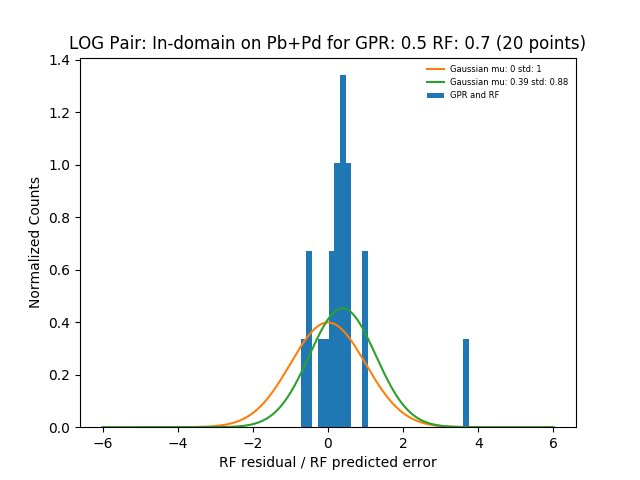 LOG Pair: In-domain on Pb+Pd for GPR: 0.5 RF: 0.7 (20 points)
Gaussian mu: 0 std: 1
Gaussian mu: 0.39 std: 0.88
GPR and RF
Normalized Counts
1.4
1.2
1.0
0.8
0.6
0.4
0.2
0.0
−6 −4 −2 0 2 4 6
RF residual / RF predicted error